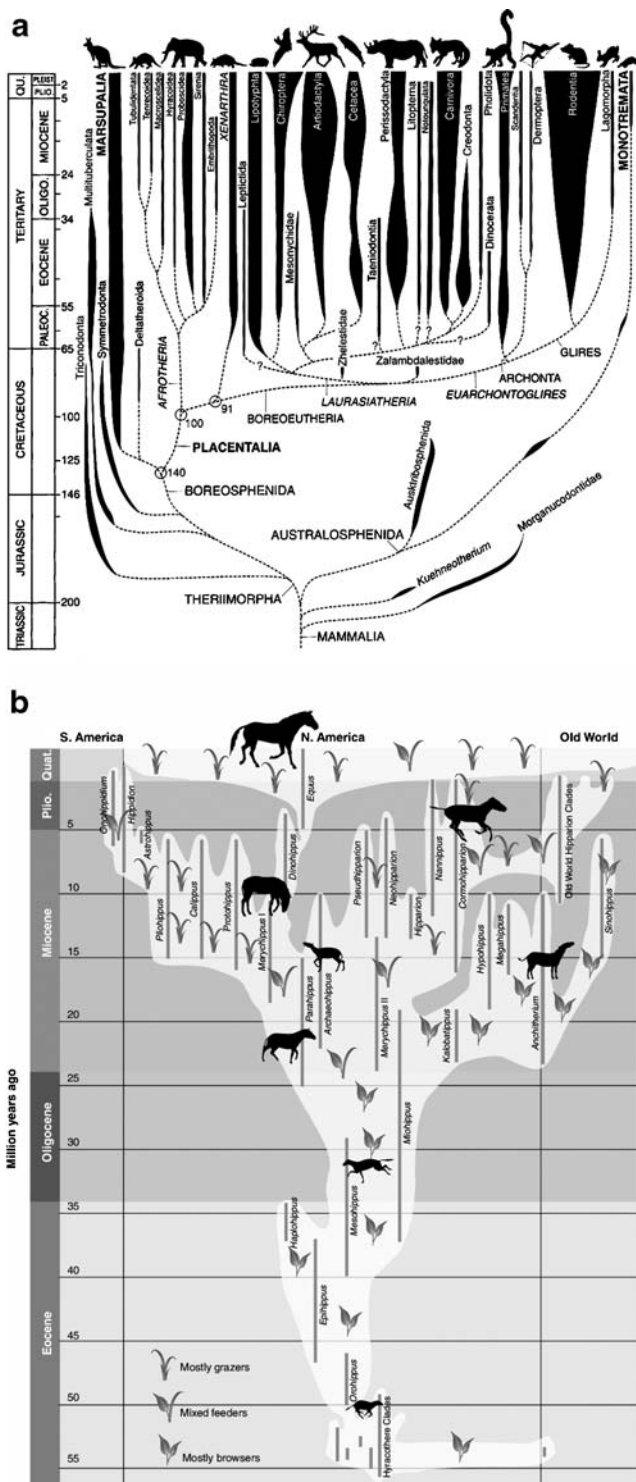 a
QU.
PLEIST
PLIO.
2
5
TERTIARY
MIOCENE
24
OLIGO.
34
EOCENE
55
PALEOC.
65
CRETACEOUS
100
125
146
JURASSIC
200
TRIASSIC
Multituberculata
MARSUPIALIA
Tubulidentata
Tenrecoidea
Macroscelidea
Hyracoidea
Proboscidea
Sirenia
Embrithopoda
XENARTHRA
Leptictida
Lipotyphla
Chiroptera
Mesonychidae
Artiodactyla
Cetacea
Taeniodontia
Perissodactyla
Litopterna
Notoungulata
Carnivora
Creodonta
Pholidota
Dinocerata
Primates
Scandentia
Dermoptera
Rodentia
Lagomorpha
MONOTREMATA
Triconodonta
Symmetrodonta
Deltatheroida
AFROTHERIA
Zhelestidae
? ? ? ?
Zalambdalestidae
GLIRES
ARCHONTA
LAURASIATHERIA
EUARCHONTOGLIRES
BOREOEUTHERIA
91
100
PLACENTALIA
140
BOREOSPHENIDA
Ausktribosphenida
AUSTRALOSPHENIDA
Morganucodontidae
Kuehneotherium
THERIIMORPHA
MAMMALIA
b
S. America
N. America
Old World
Million years ago
Quat.
Plio.
Miocene
Oligocene
Eocene
5
10
15
20
25
30
35
40
45
50
55
Onohippidium
Hippidion
Astrohippus
Pliohippus
Calippus
Protohippus
Merychippus I
Dinohippus
Equus
Parahippus
Archaeohippus
Pseudhipparion
Neohipparion
Merychippus II
Hipparion
Nannippus
Cormohipparion
Hypohippus
Megahippus
Kalobatippus
Old World Hipparion Clades
Sinohippus
Anchitherium
Miohippus
Mesohippus
Haplohippus
Epihippus
Orohippus
Hyracothere Clades
Mostly grazers
Mixed feeders
Mostly browsers